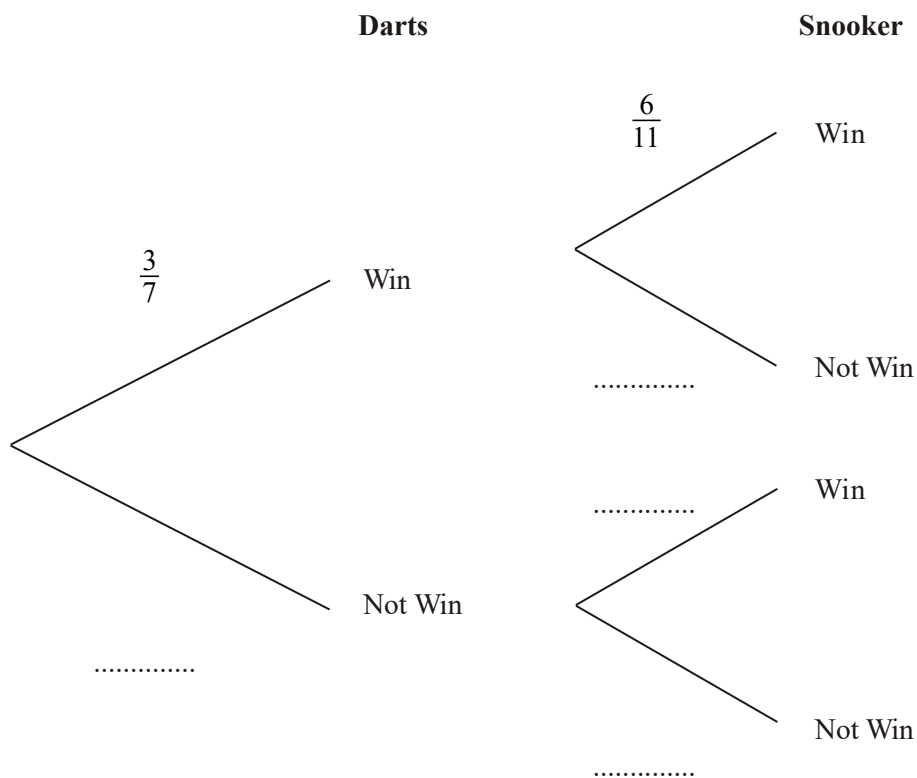 Darts Snooker
6/11
Win
3/7
Win
Not Win
..............
..............
Win
Not Win
..............
Not Win
..............